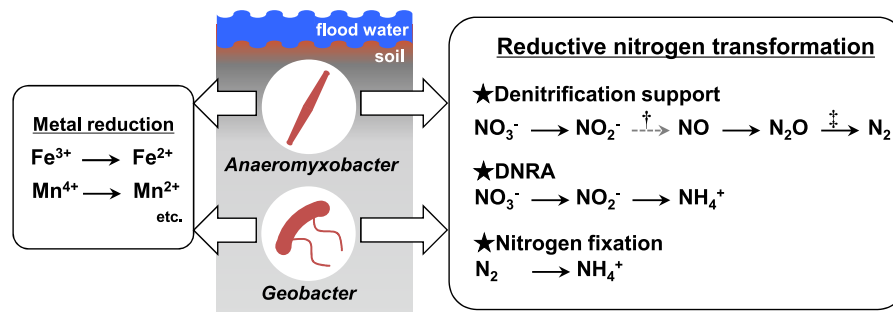 flood water
soil
Anaeromyxobacter
Geobacter
Metal reduction
Fe³⁺ → Fe²⁺
Mn⁴⁺ → Mn²⁺
etc.
Reductive nitrogen transformation
★Denitrification support
NO₃⁻ → NO₂⁻ ⇢† NO → N₂O →‡ N₂
★DNRA
NO₃⁻ → NO₂⁻ → NH₄⁺
★Nitrogen fixation
N₂ → NH₄⁺